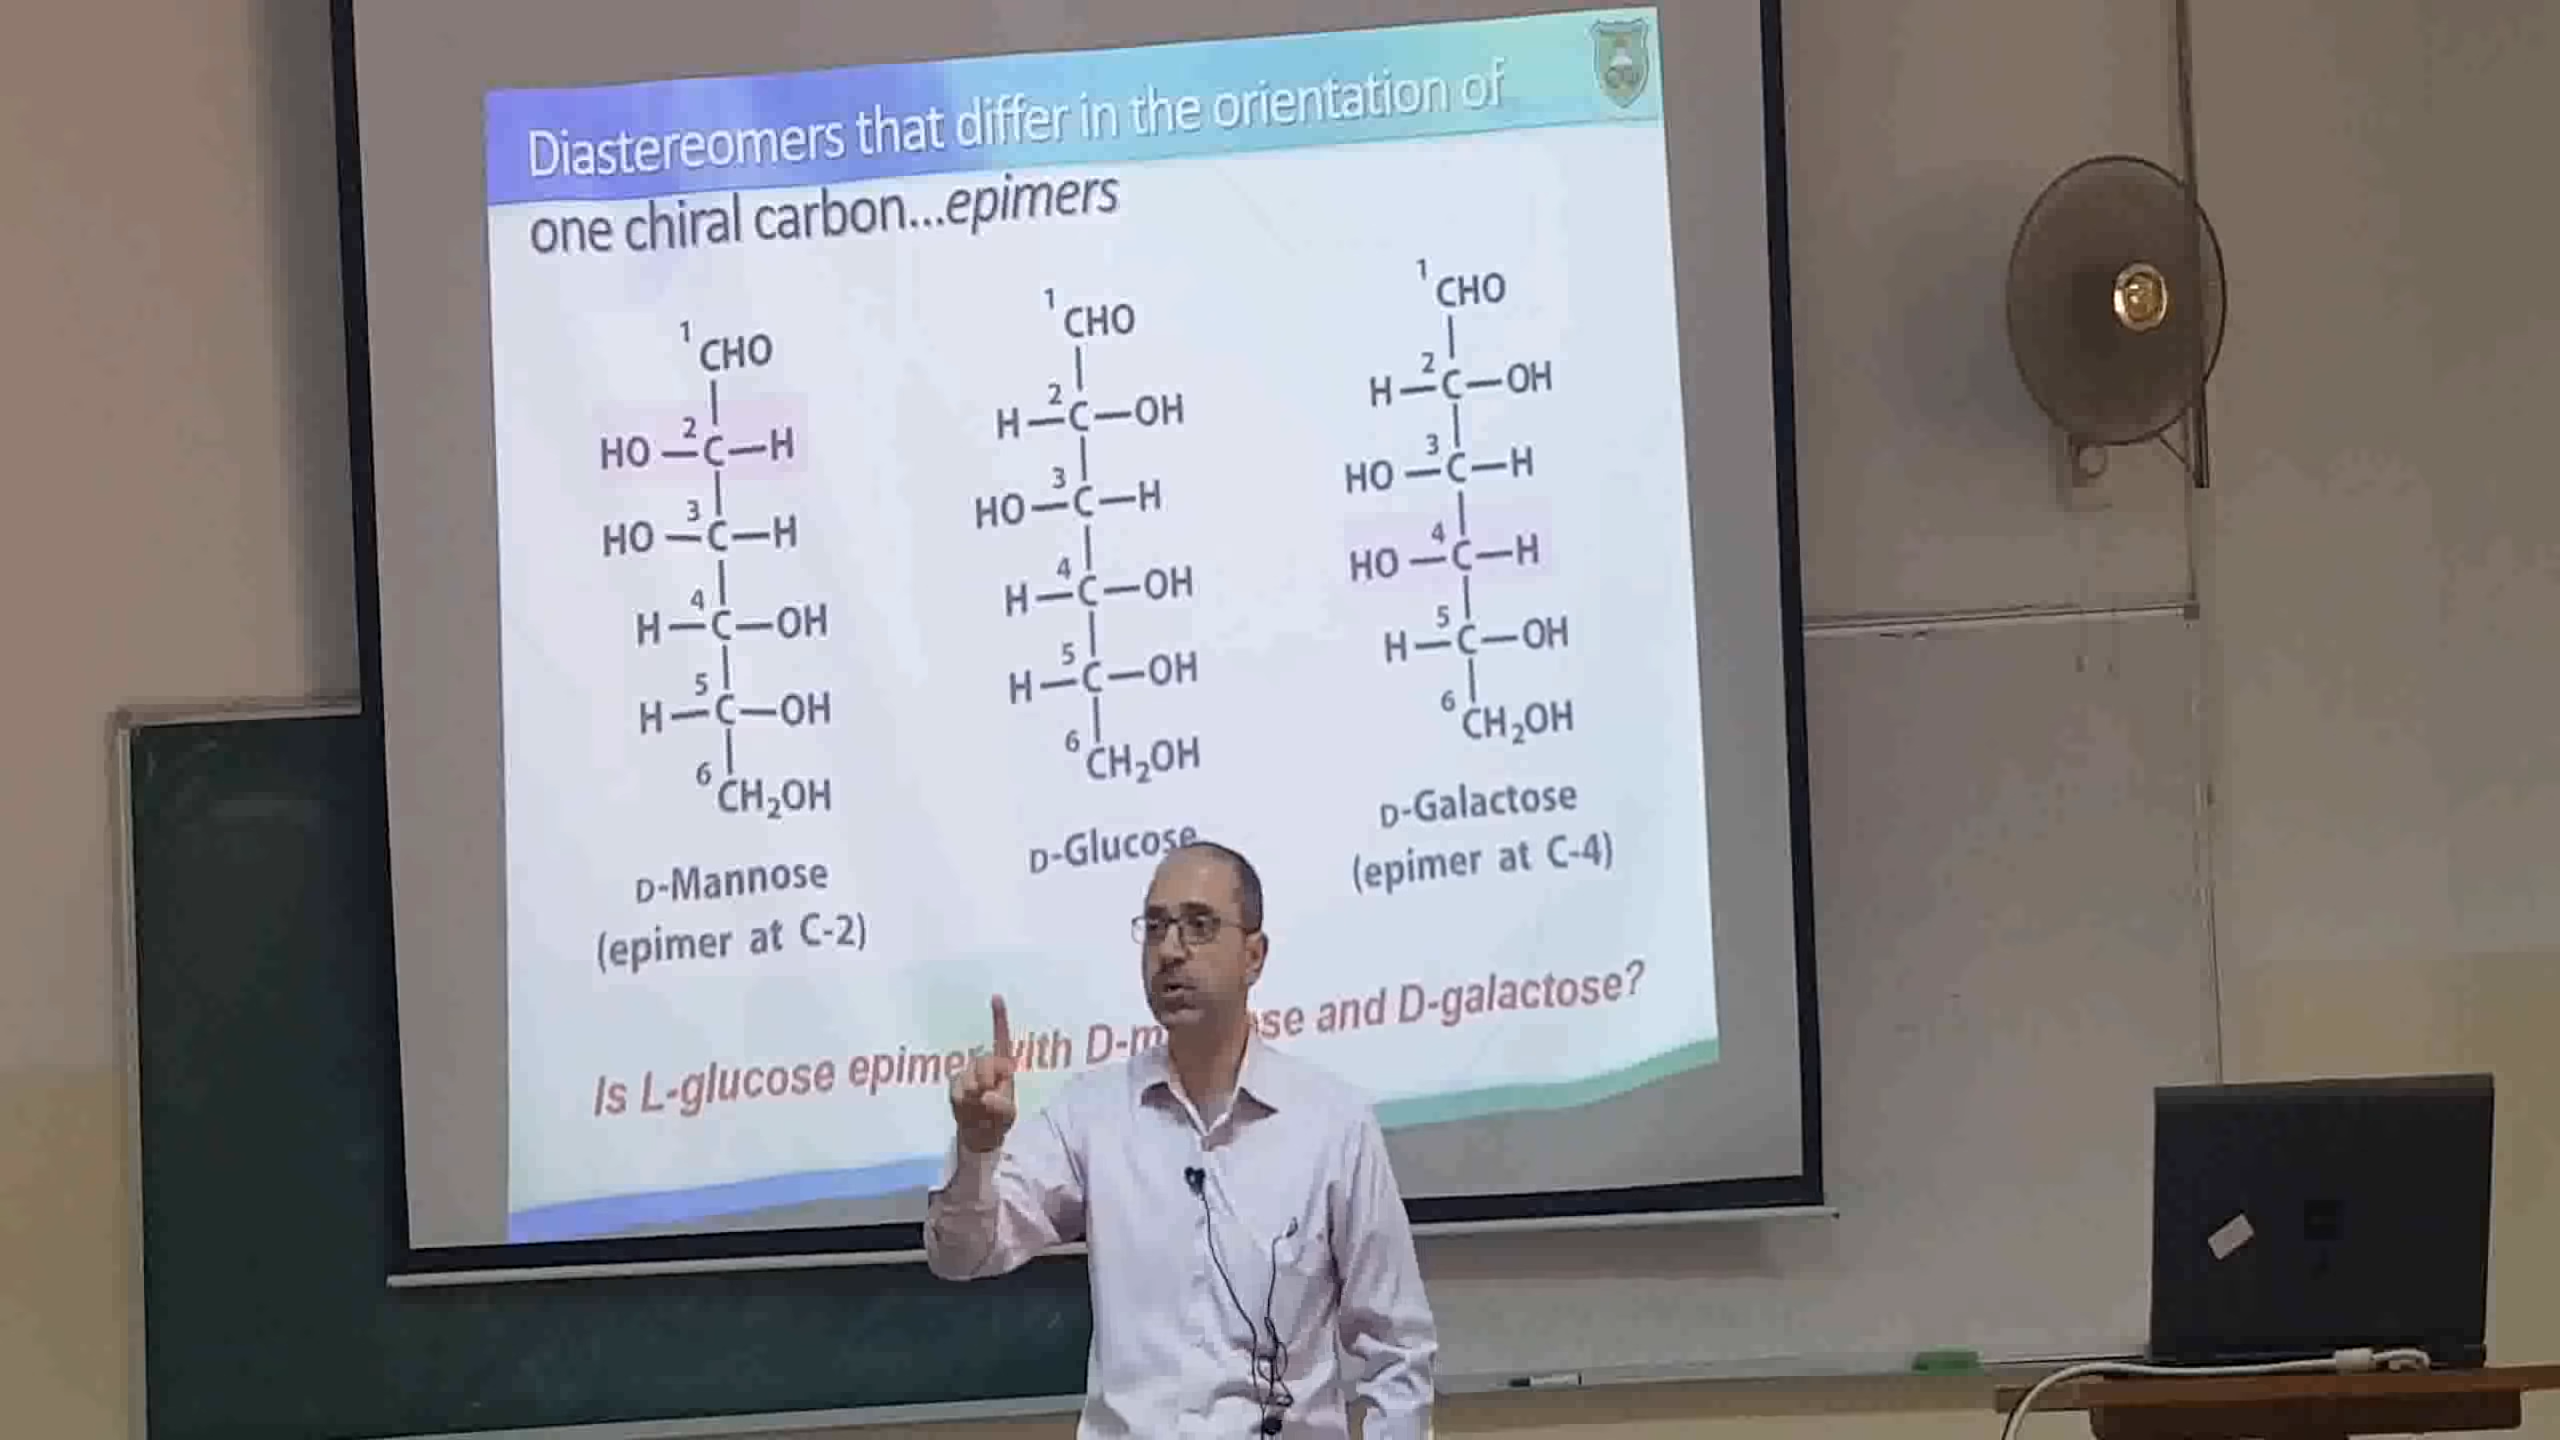 Diastereomers that differ in the orientation of
one chiral carbon...epimers
1 CHO
HO — 2 C — H
HO — 3 C — H
H — 4 C — OH
H — 5 C — OH
6 CH₂OH
D-Mannose
(epimer at C-2)
1 CHO
H — 2 C — OH
HO — 3 C — H
H — 4 C — OH
H — 5 C — OH
6 CH₂OH
D-Glucose
1 CHO
H — 2 C — OH
HO — 3 C — H
HO — 4 C — H
H — 5 C — OH
6 CH₂OH
D-Galactose
(epimer at C-4)
Is L-glucose epimer with and D-galactose?